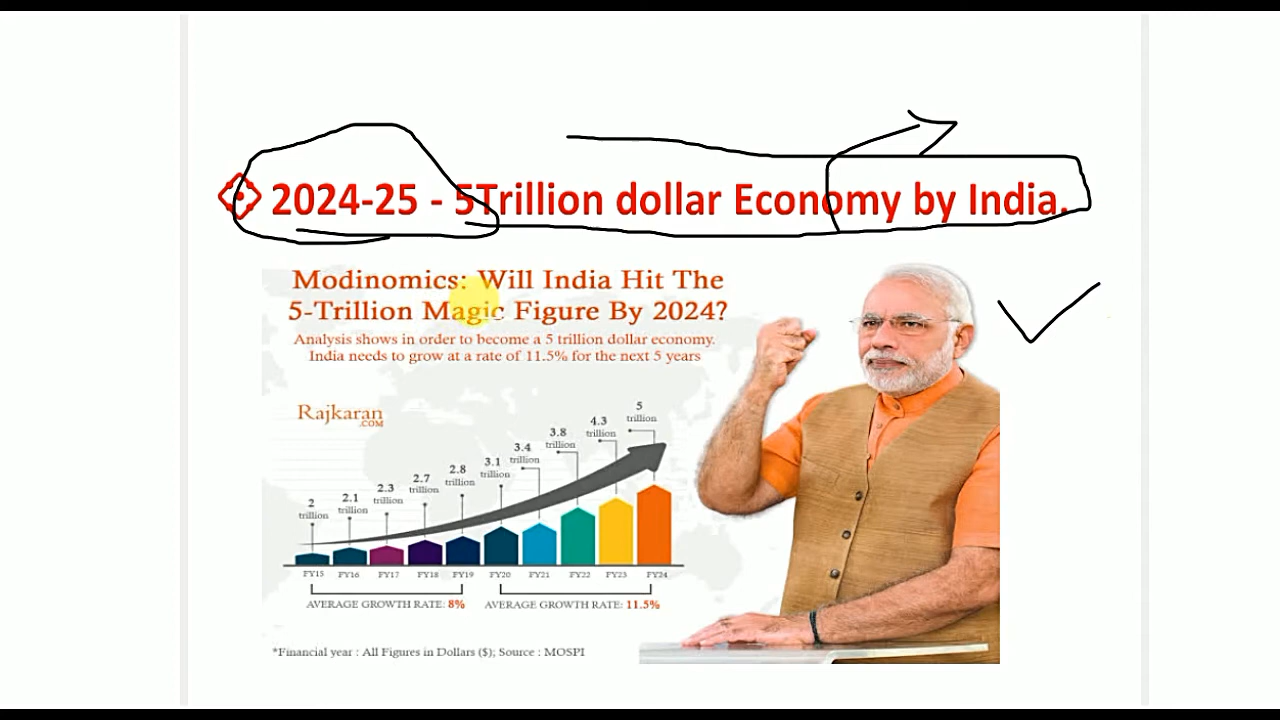 2024-25 - 5Trillion dollar Economy by India.
Modinomics: Will India Hit The
5-Trillion Magic Figure By 2024?
Analysis shows in order to become a 5 trillion dollar economy.
India needs to grow at a rate of 11.5% for the next 5 years
Rajkaran
.COM
2 trillion
2.1 trillion
2.3 trillion
2.7 trillion
2.8 trillion
3.1 trillion
3.4 trillion
3.8 trillion
4.3 trillion
5 trillion
FY15 FY16 FY17 FY18 FY19 FY20 FY21 FY22 FY23 FY24
AVERAGE GROWTH RATE: 8% AVERAGE GROWTH RATE: 11.5%
*Financial year : All Figures in Dollars ($); Source : MOSPI